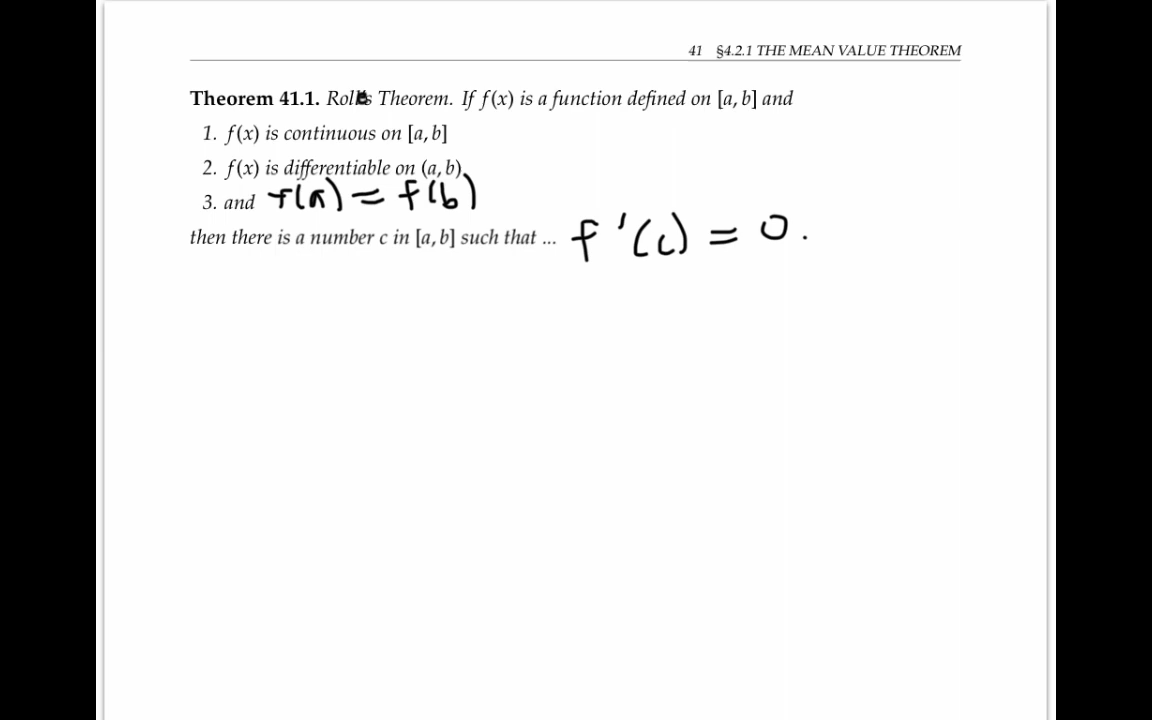 41 §4.2.1 THE MEAN VALUE THEOREM
Theorem 41.1. Rolles Theorem. If f(x) is a function defined on [a, b] and
1. f(x) is continuous on [a, b]
2. f(x) is differentiable on (a, b),
3. and f(a) = f(b)
then there is a number c in [a, b] such that ... f'(c) = 0.